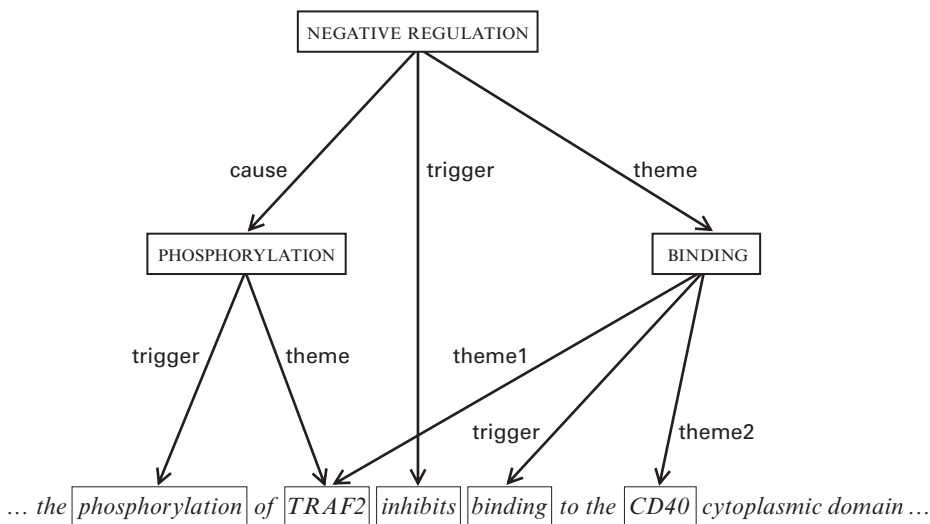 NEGATIVE REGULATION
cause
trigger
theme
PHOSPHORYLATION
BINDING
trigger
theme
theme1
trigger
theme2
… the phosphorylation of TRAF2 inhibits binding to the CD40 cytoplasmic domain …